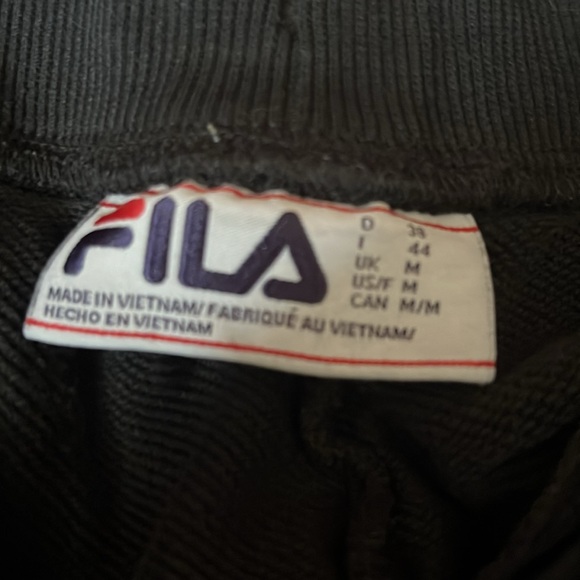 FILA
D 38
I 44
UK M
US/F M
CAN M/M
MADE IN VIETNAM/ FABRIQUÉ AU VIETNAM/
HECHO EN VIETNAM